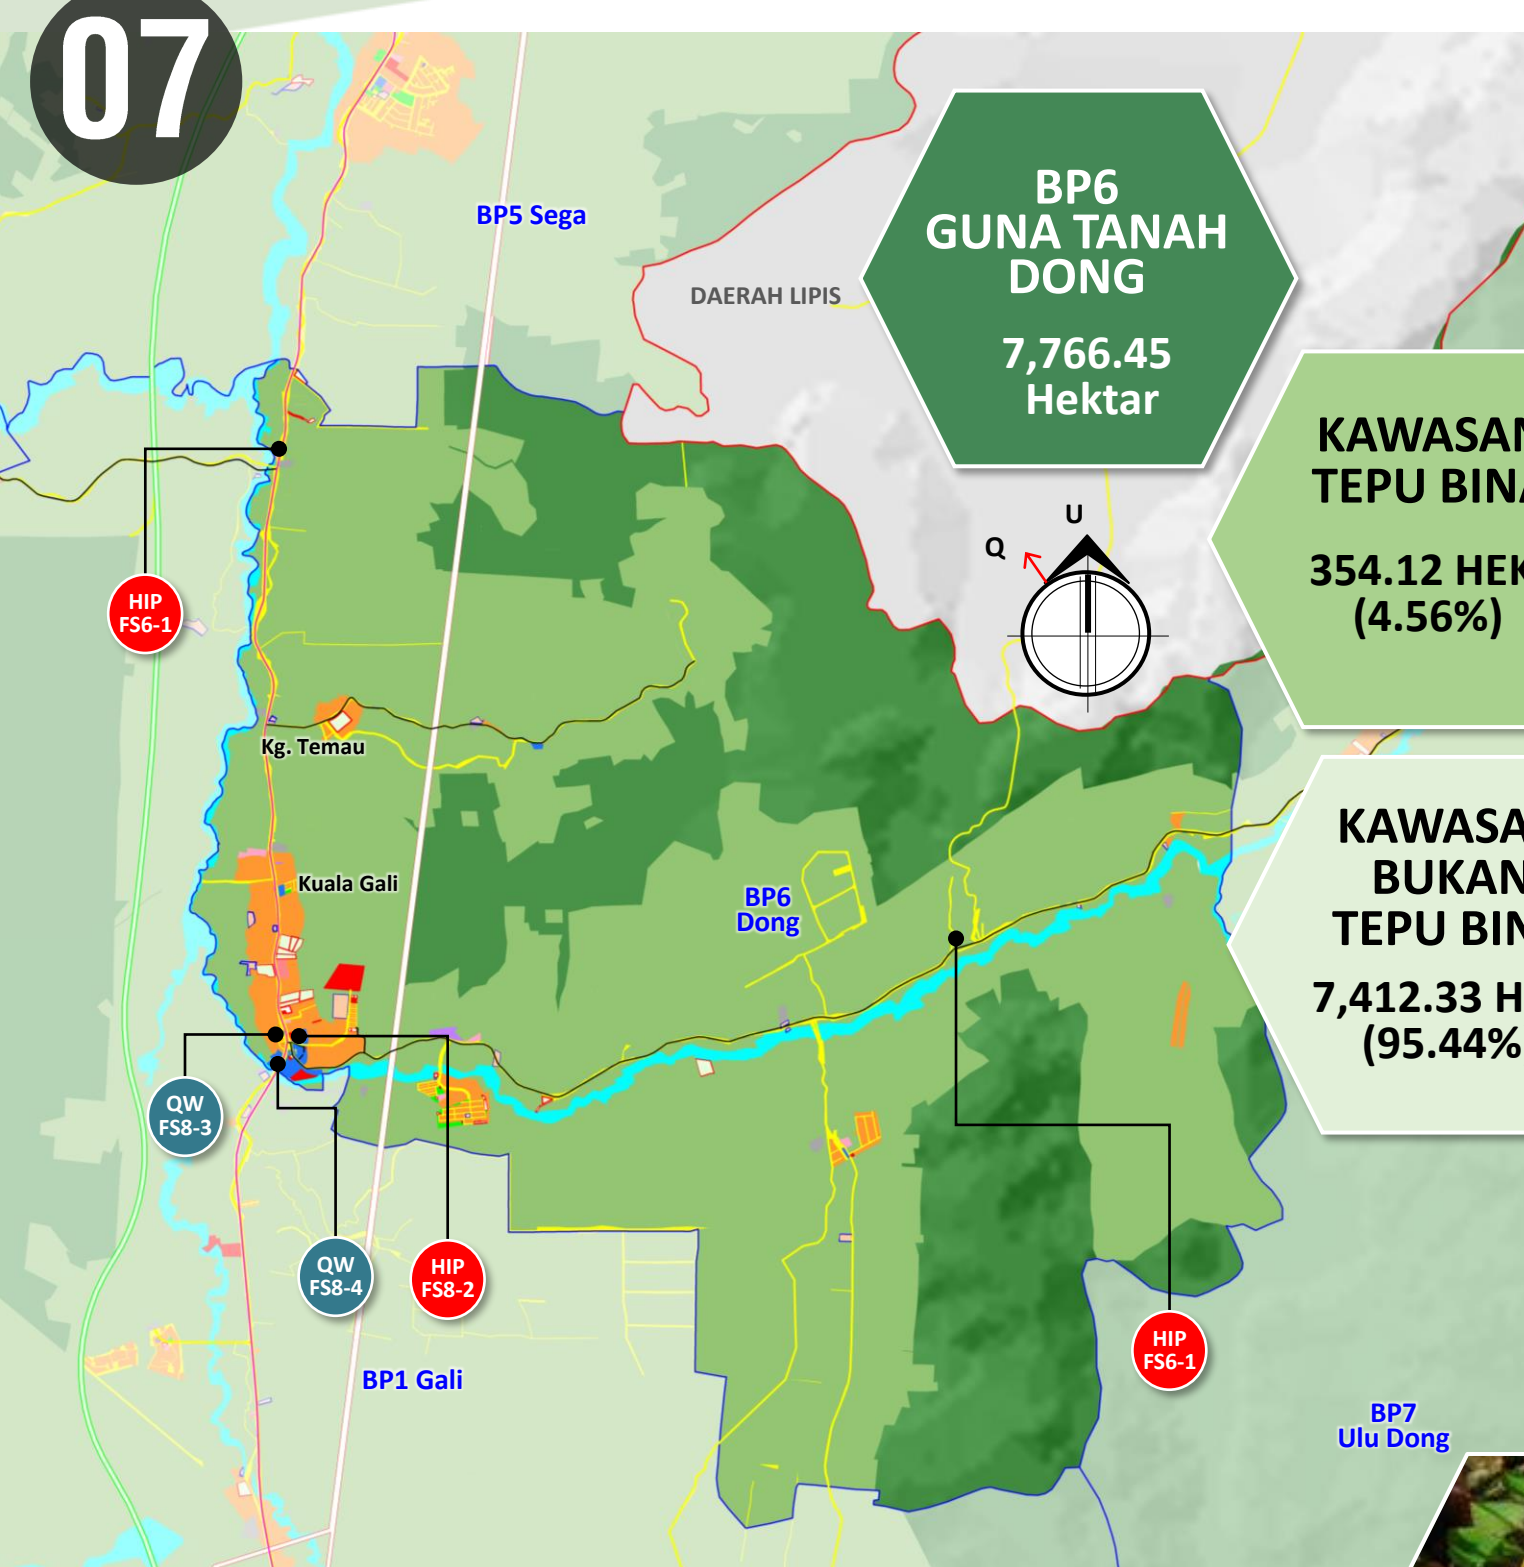 07
BP5 Sega
DAERAH LIPIS
BP6
GUNA TANAH
DONG
7,766.45
Hektar
KAWASAN
TEPU BINA
354.12 HEK
(4.56%)
U
Q
HIP
FS6-1
Kg. Temau
Kuala Gali
BP6
Dong
KAWASA
BUKAN
TEPU BIN
7,412.33 H
(95.44%
QW
FS8-3
QW
FS8-4
HIP
FS8-2
HIP
FS6-1
BP1 Gali
BP7
Ulu Dong